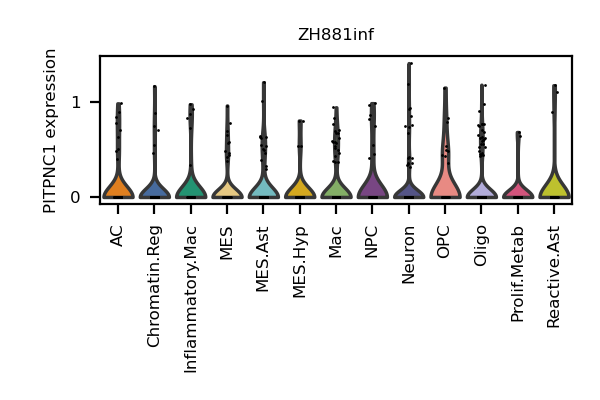 ZH881inf
PITPNC1 expression
1
0
AC
Chromatin.Reg
Inflammatory.Mac
MES
MES.Ast
MES.Hyp
Mac
NPC
Neuron
OPC
Oligo
Prolif.Metab
Reactive.Ast